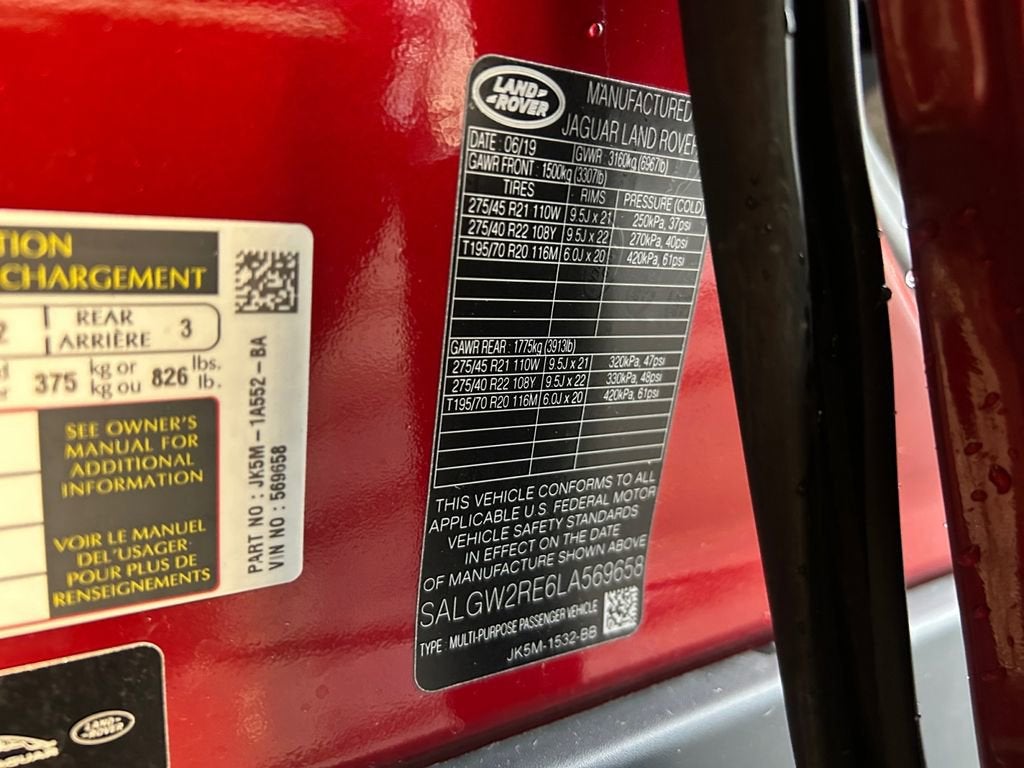 TION
CHARGEMENT
2 REAR 3
ARRIÈRE
375 kg or 826 lbs.
kg ou lb.
SEE OWNER'S
MANUAL FOR
ADDITIONAL
INFORMATION
VOIR LE MANUEL
DEL'USAGER
POUR PLUS DE
RENSEIGNEMENTS
PART NO : JK5M-1A552-BA
VIN NO : 569658
LAND ROVER
JAGUAR
LAND
ROVER
MANUFACTURED
JAGUAR LAND ROVER
DATE : 06/19 GVWR : 3160kg (6967lb)
GAWR FRONT : 1500kg (3307lb)
TIRES RIMS PRESSURE (COLD)
275/45 R21 110W 9.5J x 21 250kPa, 37psi
275/40 R22 108Y 9.5J x 22 270kPa, 40psi
T195/70 R20 116M 6.0J x 20 420kPa, 61psi
GAWR REAR : 1775kg (3913lb)
275/45 R21 110W 9.5J x 21 320kPa, 47psi
275/40 R22 108Y 9.5J x 22 330kPa, 48psi
T195/70 R20 116M 6.0J x 20 420kPa, 61psi
THIS VEHICLE CONFORMS TO ALL
APPLICABLE U.S. FEDERAL MOTOR
VEHICLE SAFETY STANDARDS
IN EFFECT ON THE DATE
OF MANUFACTURE SHOWN ABOVE
SALGW2RE6LA569658
TYPE : MULTI-PURPOSE PASSENGER VEHICLE
JK5M-1532-BB